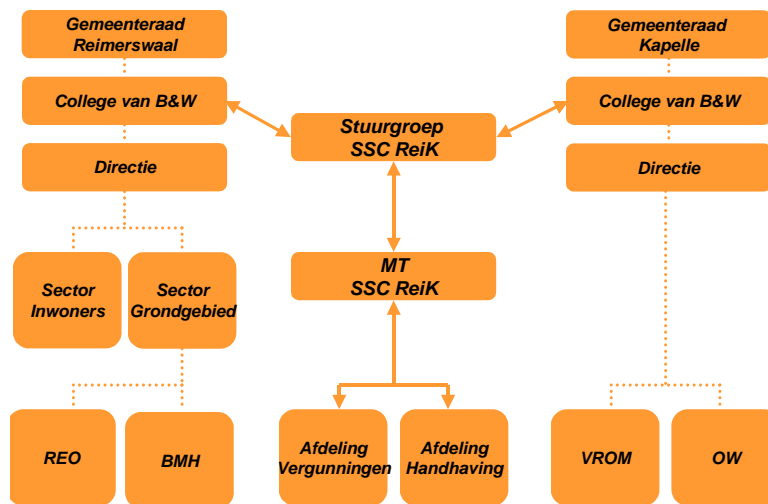 Gemeenteraad
Reimerswaal
Gemeenteraad
Kapelle
College van B&W
College van B&W
Stuurgroep
SSC ReiK
Directie
Directie
MT
SSC ReiK
Sector
Inwoners
Sector
Grondgebied
REO
BMH
Afdeling
Vergunningen
Afdeling
Handhaving
VROM
OW